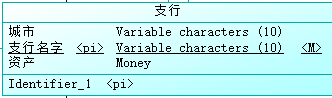 支行
城市 Variable characters (10)
支行名字 <pi> Variable characters (10) <M>
资产 Money
Identifier_1 <pi>